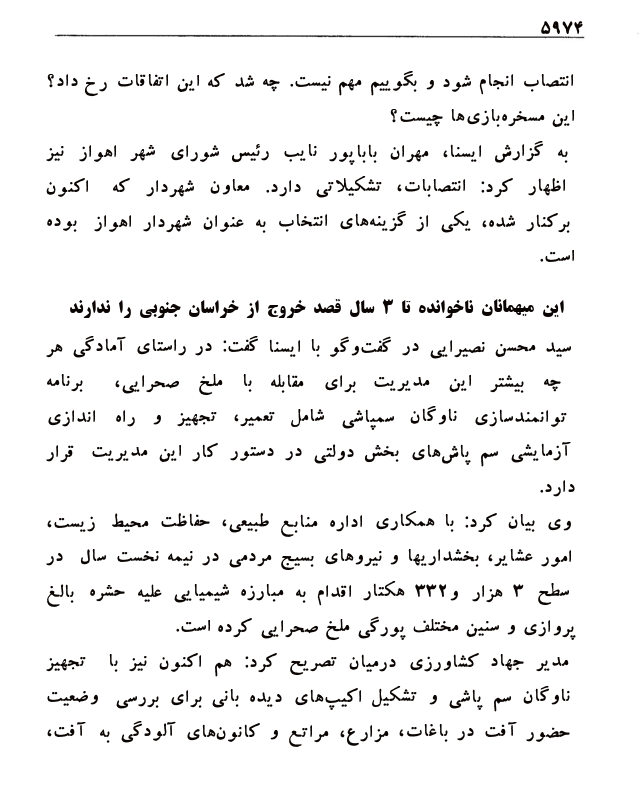 ۵۹۷۴
انتصاب انجام شود و بگوییم مهم نیست. چه شد که این اتفاقات رخ داد؟
این مسخره‌بازی‌ها چیست؟
به گزارش ایسنا، مهران باباپور نایب رئیس شورای شهر اهواز نیز
اظهار کرد: انتصابات، تشکیلاتی دارد. معاون شهردار که اکنون
برکنار شده، یکی از گزینه‌های انتخاب به عنوان شهردار اهواز بوده
است.
این میهمانان ناخوانده تا ۳ سال قصد خروج از خراسان جنوبی را ندارند
سید محسن نصیرایی در گفت‌وگو با ایسنا گفت: در راستای آمادگی هر
چه بیشتر این مدیریت برای مقابله با ملخ صحرایی، برنامه
توانمندسازی ناوگان سمپاشی شامل تعمیر، تجهیز و راه اندازی
آزمایشی سم پاش‌های بخش دولتی در دستور کار این مدیریت قرار
دارد.
وی بیان کرد: با همکاری اداره منابع طبیعی، حفاظت محیط زیست،
امور عشایر، بخشداریها و نیروهای بسیج مردمی در نیمه نخست سال در
سطح ۳ هزار و۳۳۲ هکتار اقدام به مبارزه شیمیایی علیه حشره بالغ
پروازی و سنین مختلف پورگی ملخ صحرایی کرده است.
مدیر جهاد کشاورزی درمیان تصریح کرد: هم اکنون نیز با تجهیز
ناوگان سم پاشی و تشکیل اکیپ‌های دیده بانی برای بررسی وضعیت
حضور آفت در باغات، مزارع، مراتع و کانون‌های آلودگی به آفت،